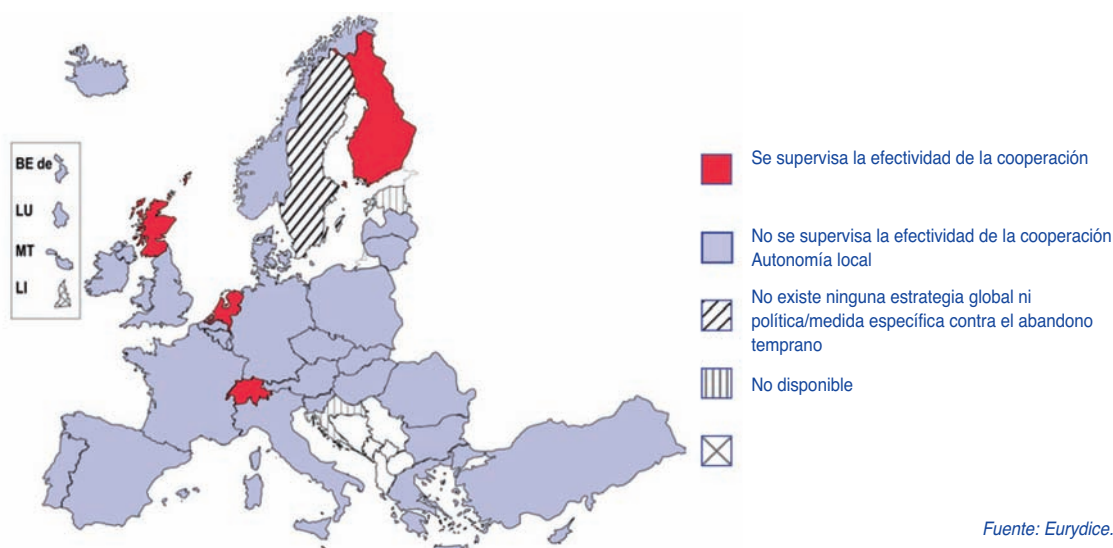 BE de
LU
MT
LI
Se supervisa la efectividad de la cooperación
No se supervisa la efectividad de la cooperación
Autonomía local
No existe ninguna estrategia global ni
política/medida específica contra el abandono
temprano
No disponible
Fuente: Eurydice.